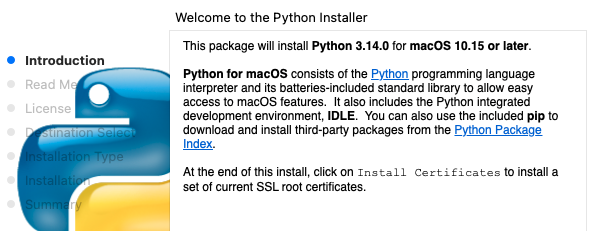 Welcome to the Python Installer
Introduction
Read Me
License
Destination Select
Installation Type
Installation
Summary
This package will install Python 3.14.0 for macOS 10.15 or later.
Python for macOS consists of the Python programming language
interpreter and its batteries-included standard library to allow easy
access to macOS features.  It also includes the Python integrated
development environment, IDLE.  You can also use the included pip to
download and install third-party packages from the Python Package
Index.
At the end of this install, click on Install Certificates to install a
set of current SSL root certificates.